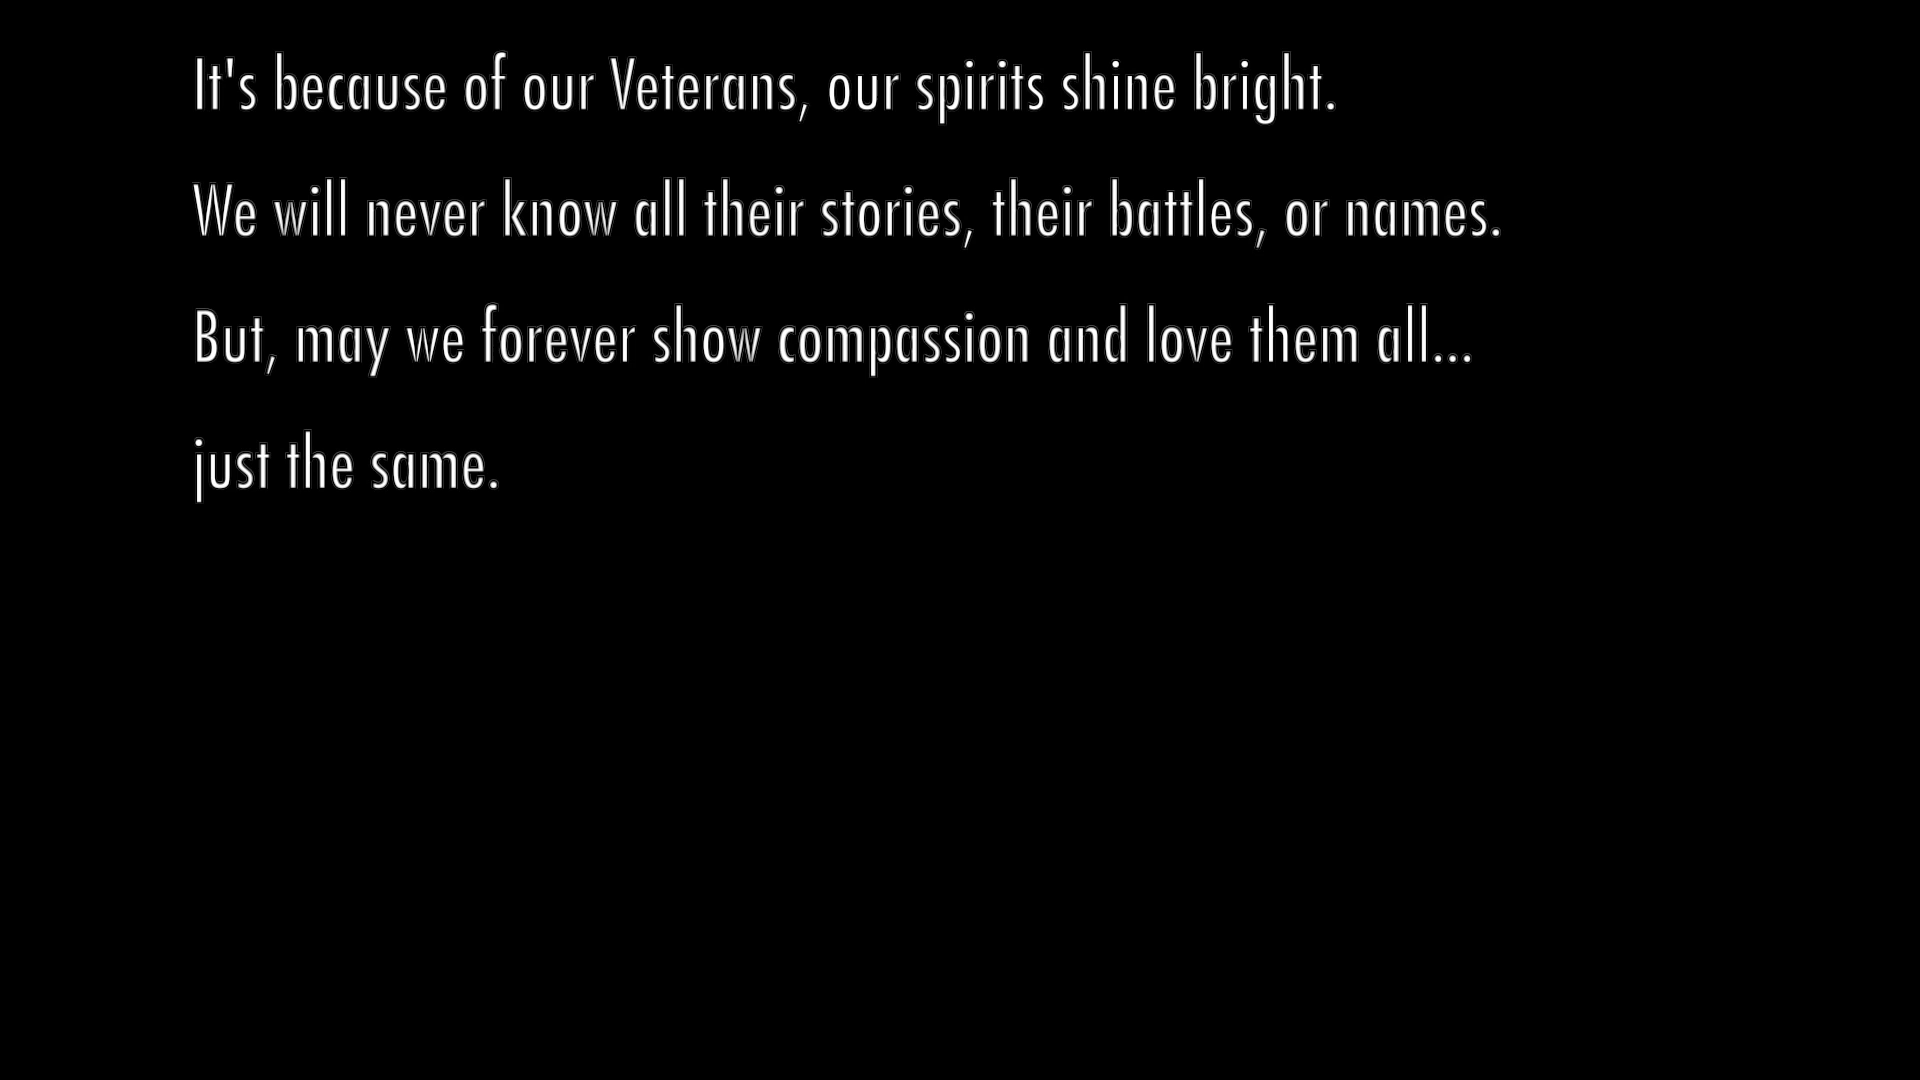 It's because of our Veterans, our spirits shine bright.
We will never know all their stories, their battles, or names.
But, may we forever show compassion and love them all...
just the same.